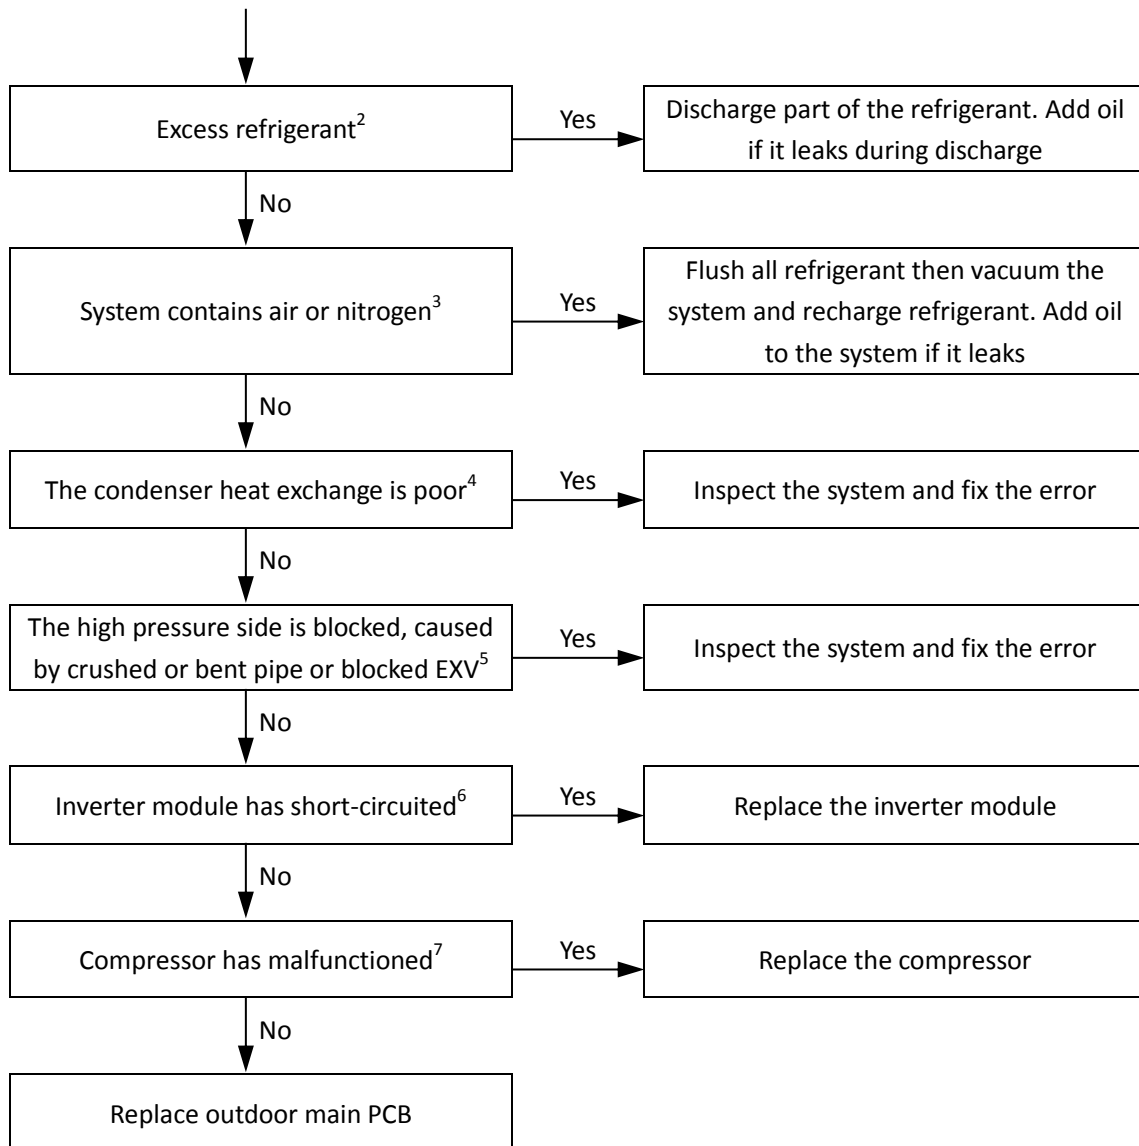 Excess refrigerant²
Yes
Discharge part of the refrigerant. Add oil
if it leaks during discharge
No
System contains air or nitrogen³
Yes
Flush all refrigerant then vacuum the
system and recharge refrigerant. Add oil
to the system if it leaks
No
The condenser heat exchange is poor⁴
Yes
Inspect the system and fix the error
No
The high pressure side is blocked, caused
by crushed or bent pipe or blocked EXV⁵
Yes
Inspect the system and fix the error
No
Inverter module has short-circuited⁶
Yes
Replace the inverter module
No
Compressor has malfunctioned⁷
Yes
Replace the compressor
No
Replace outdoor main PCB